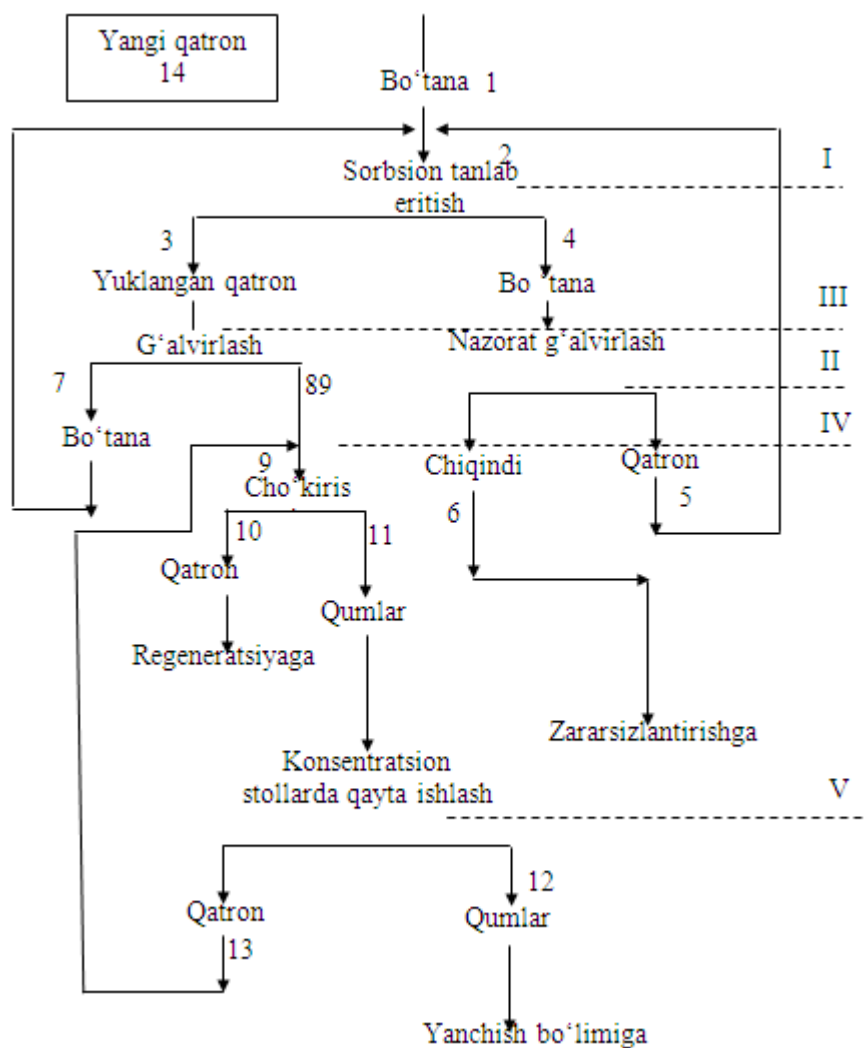 Yangi qatron
14
Bo‘tana 1
2
I
Sorbsion tanlab
eritish
3
4
Yuklangan qatron
Bo ‘tana
III
G‘alvirlash
Nazorat g‘alvirlash
II
7
89
IV
Bo‘tana
9
Chiqindi
Qatron
Cho‘kiris
6
5
10
11
Qatron
Qumlar
Regeneratsiyaga
Zararsizlantirishga
Konsentratsion
stollarda qayta ishlash
V
12
Qatron
Qumlar
13
Yanchish bo‘limiga